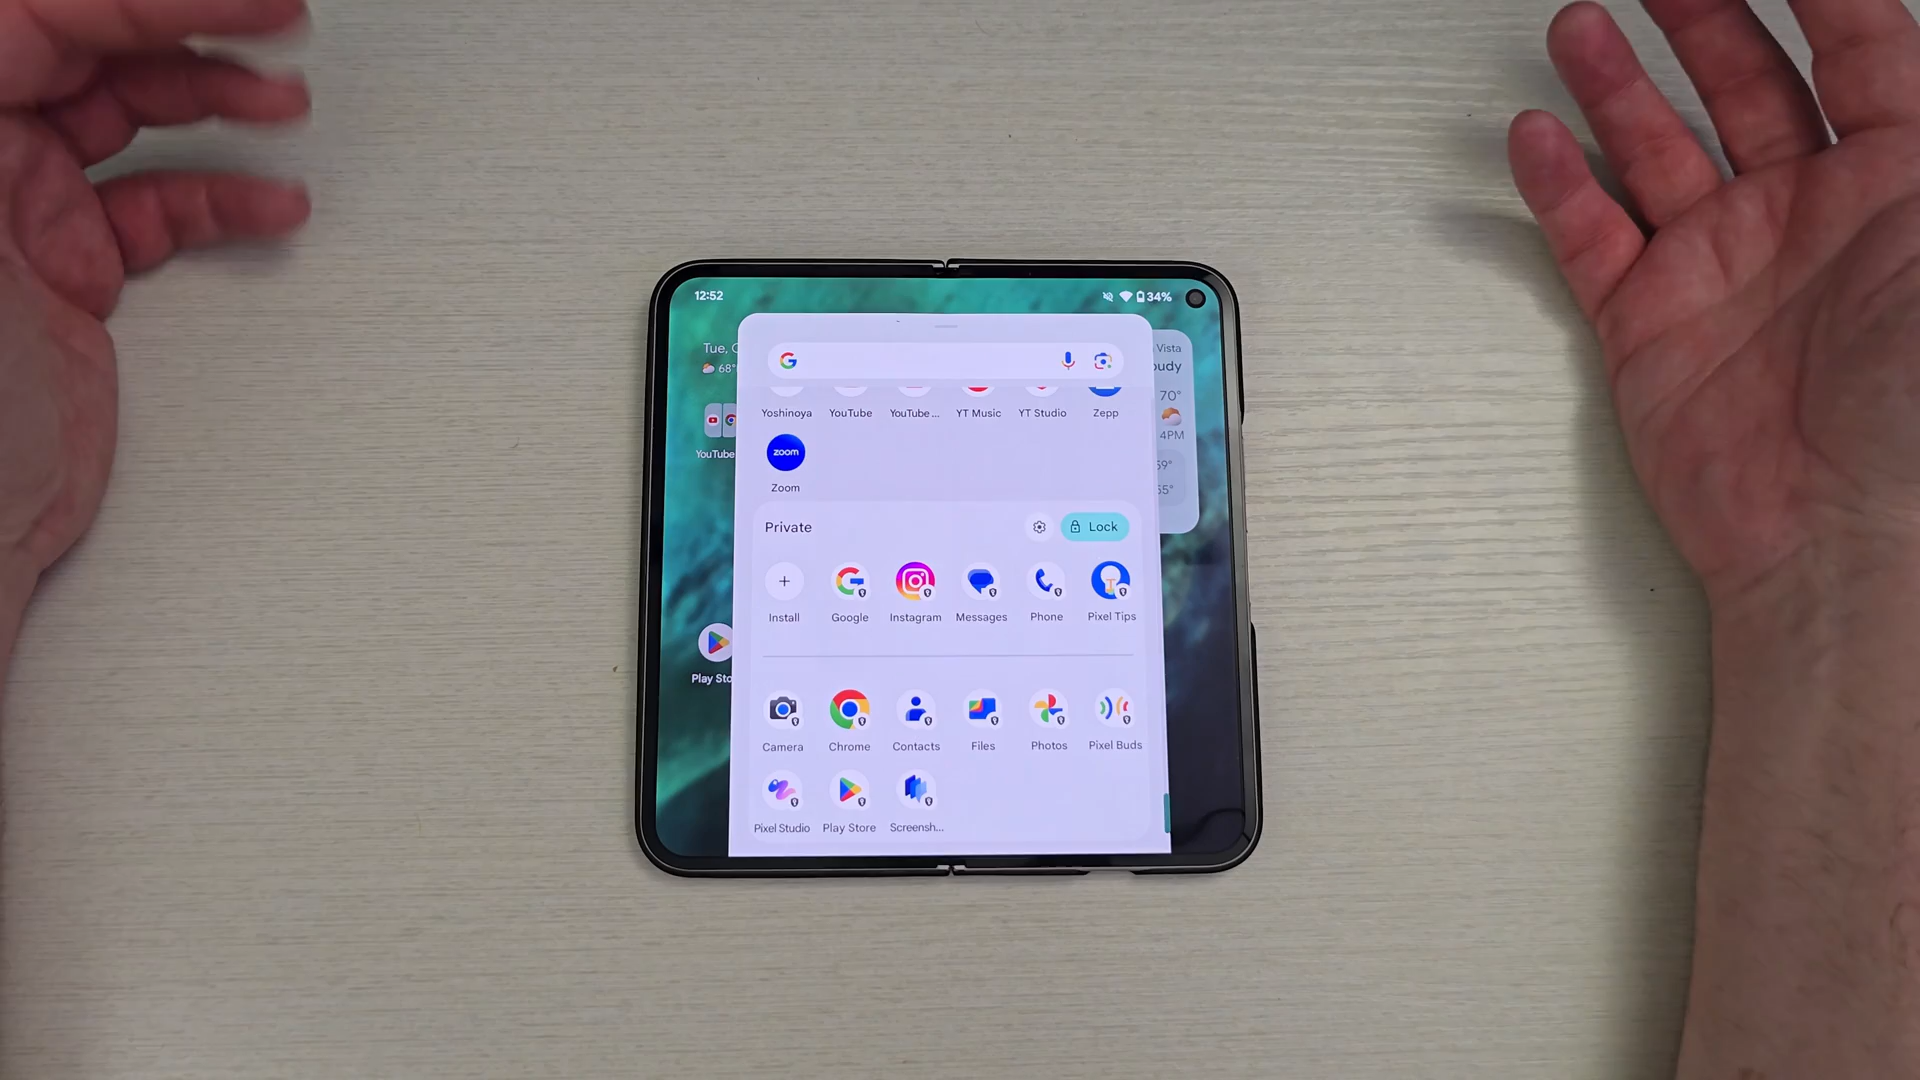 12:52
34%
Tue,
68°
Vista
70°
4PM
59°
55°
YouTube
Yoshinoya YouTube YouTube ... YT Music YT Studio Zepp
zoom
Zoom
Private Lock
Install Google Instagram Messages Phone Pixel Tips
Play Sto
Camera Chrome Contacts Files Photos Pixel Buds
Pixel Studio Play Store Screensh...